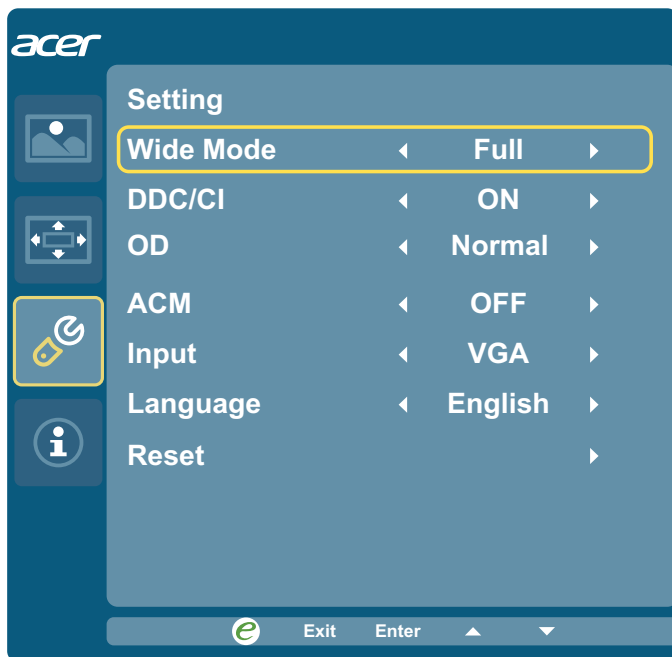 acer
Setting
Wide Mode Full
DDC/CI ON
OD Normal
ACM OFF
Input VGA
Language English
Reset
e Exit Enter